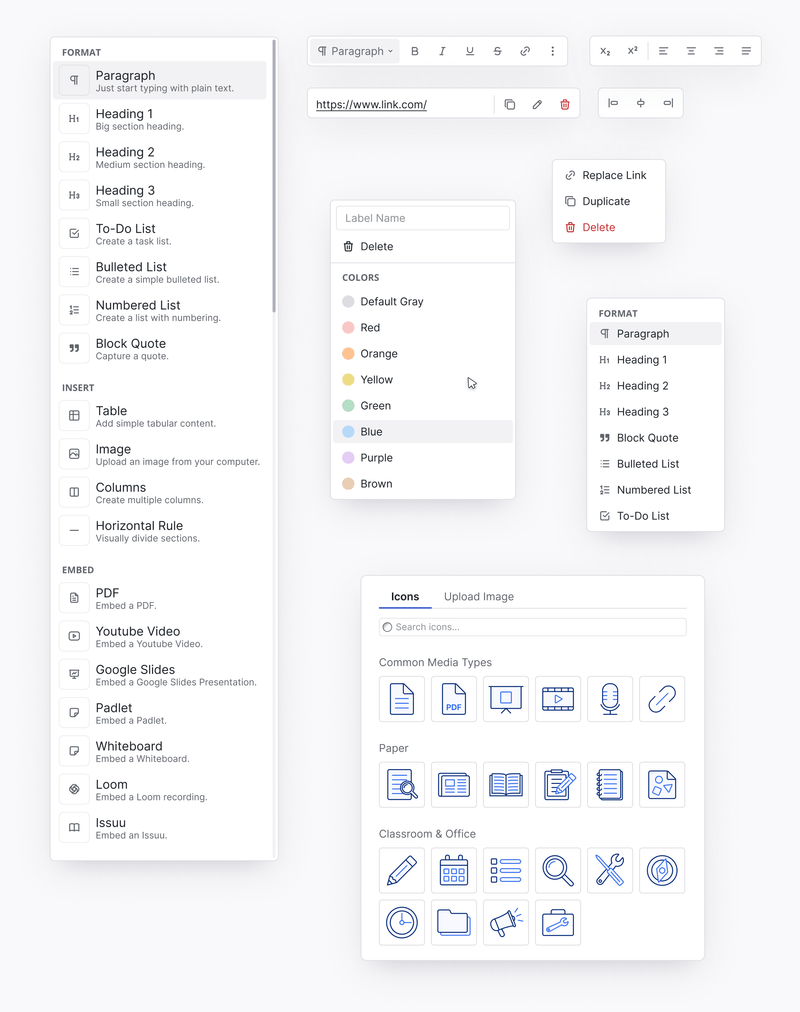 FORMAT
Paragraph
Just start typing with plain text.
H1
Heading 1
Big section heading.
H2
Heading 2
Medium section heading.
H3
Heading 3
Small section heading.
To-Do List
Create a task list.
Bulleted List
Create a simple bulleted list.
Numbered List
Create a list with numbering.
Block Quote
Capture a quote.
INSERT
Table
Add simple tabular content.
Image
Upload an image from your computer.
Columns
Create multiple columns.
Horizontal Rule
Visually divide sections.
EMBED
PDF
Embed a PDF.
Youtube Video
Embed a Youtube Video.
Google Slides
Embed a Google Slides Presentation.
Padlet
Embed a Padlet.
Whiteboard
Embed a Whiteboard.
Loom
Embed a Loom recording.
Issuu
Embed an Issuu.
¶ Paragraph B I U S
X₂ X²
https://www.link.com/
Replace Link
Duplicate
Delete
Label Name
Delete
COLORS
Default Gray
Red
Orange
Yellow
Green
Blue
Purple
Brown
FORMAT
¶ Paragraph
H1 Heading 1
H2 Heading 2
H3 Heading 3
Block Quote
Bulleted List
Numbered List
To-Do List
Icons Upload Image
Search icons...
Common Media Types
PDF
Paper
Classroom & Office